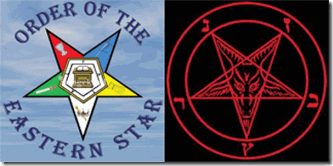 ORDER OF THE
EASTERN STAR